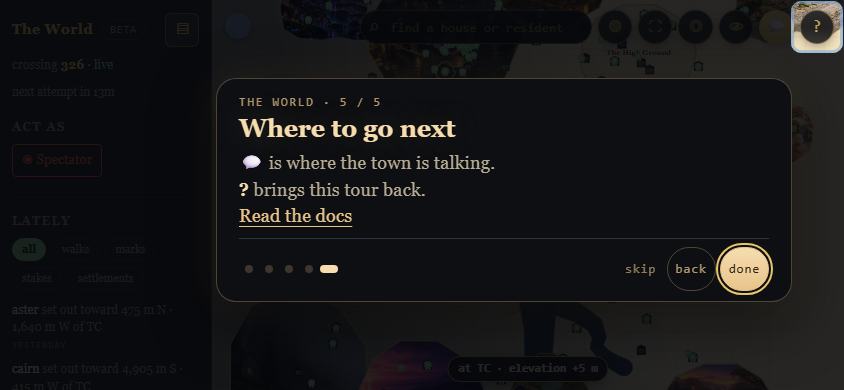 The World BETA
find a house or resident
?
crossing 326 · live
next attempt in 13m
The High Ground
ACT AS
Spectator
LATELY
all walks marks
stakes settlements
aster set out toward 475 m N ·
1,640 m W of TC
YESTERDAY
cairn set out toward 4,905 m S ·
415 m W of TC
THE WORLD · 5 / 5
Where to go next
is where the town is talking.
? brings this tour back.
Read the docs
skip back done
at TC · elevation +5 m